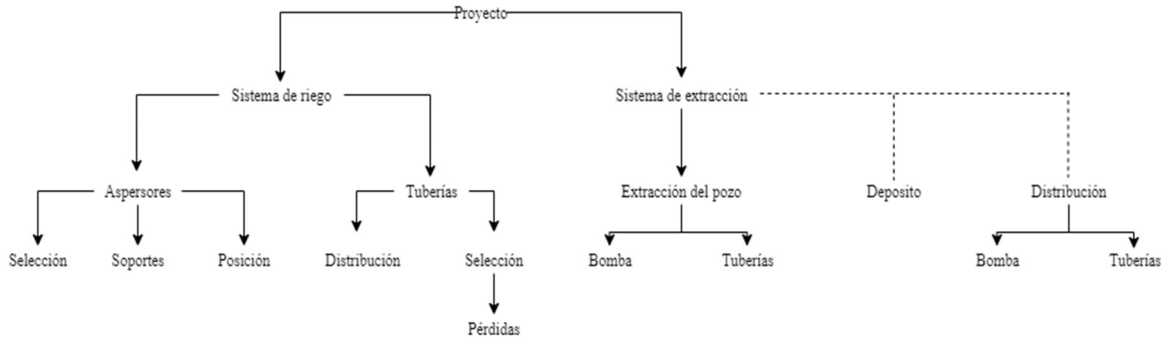 Proyecto
Sistema de riego
Sistema de extracción
Aspersores
Tuberías
Extracción del pozo
Deposito
Distribución
Selección
Soportes
Posición
Distribución
Selección
Bomba
Tuberías
Bomba
Tuberías
Pérdidas